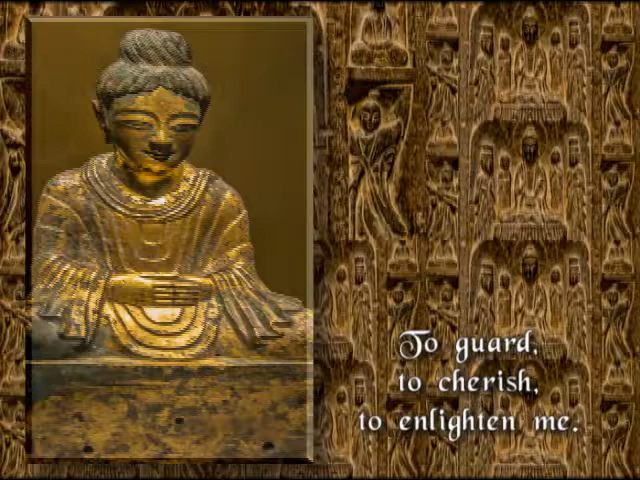 To guard,
to cherish,
to enlighten me.